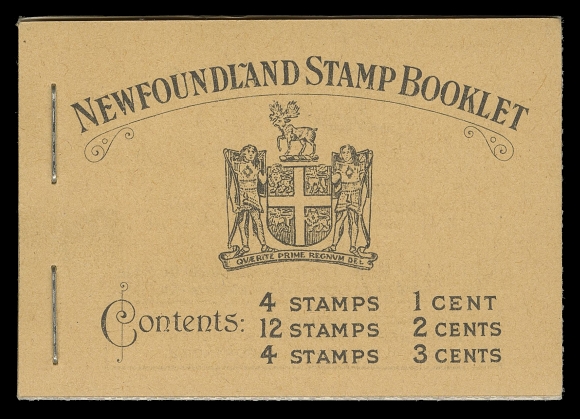 NEWFOUNDLAND STAMP BOOKLET
QUÆRITE PRIME REGNUM DEI
Contents:
4 STAMPS 1 CENT
12 STAMPS 2 CENTS
4 STAMPS 3 CENTS